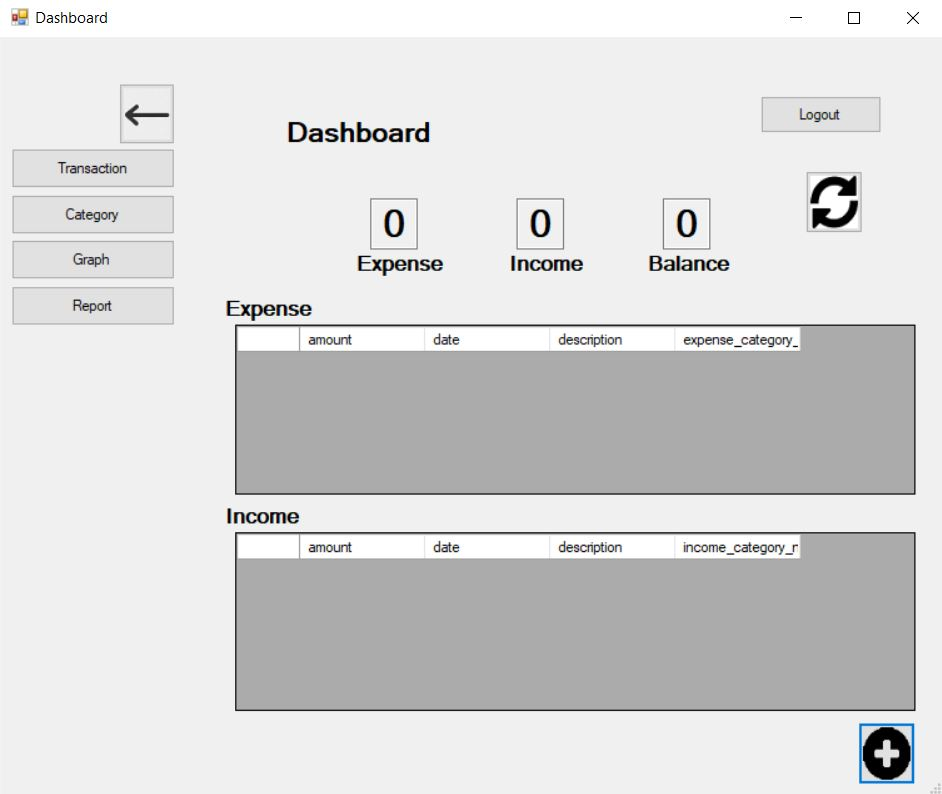 Dashboard
Logout
Dashboard
Transaction
Category
Graph
Report
0 0 0
Expense Income Balance
Expense
amount date description expense_category_
Income
amount date description income_category_r